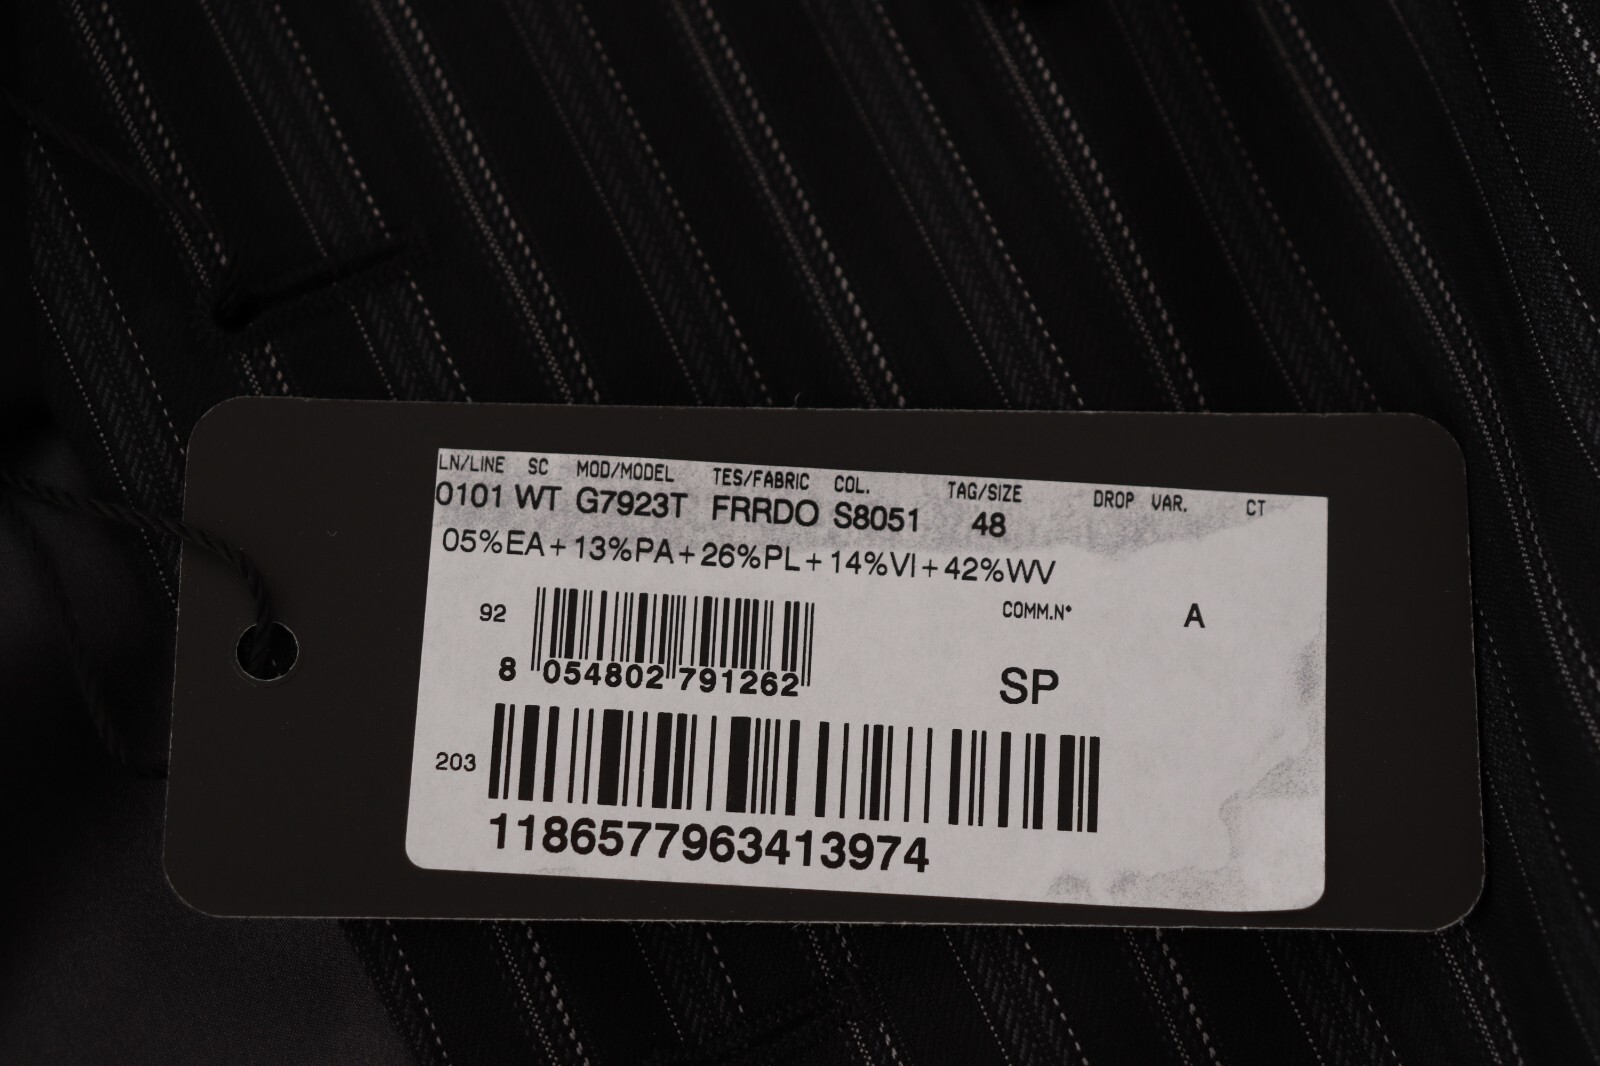 LN/LINE SC MOD/MODEL TES/FABRIC COL. TAG/SIZE DROP VAR. CT
0101 WT G7923T FRRDO S8051 48
05%EA+13%PA+26%PL+14%VI+42%WV
92 COMM.N° A
8 054802 791262 SP
203
1186577963413974